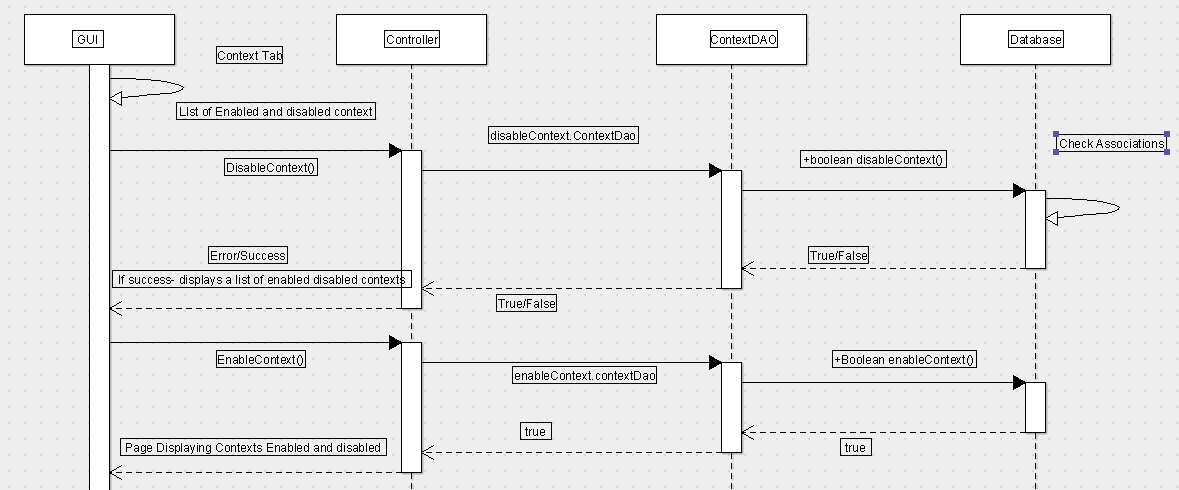 GUI
Controller
ContextDAO
Database
Context Tab
LIst of Enabled and disabled context
disableContext.ContextDao
Check Associations
DisableContext()
+boolean disableContext()
Error/Success
True/False
If success- displays a list of enabled disabled contexts
True/False
EnableContext()
+Boolean enableContext()
enableContext.contextDao
true
Page Displaying Contexts Enabled and disabled
true